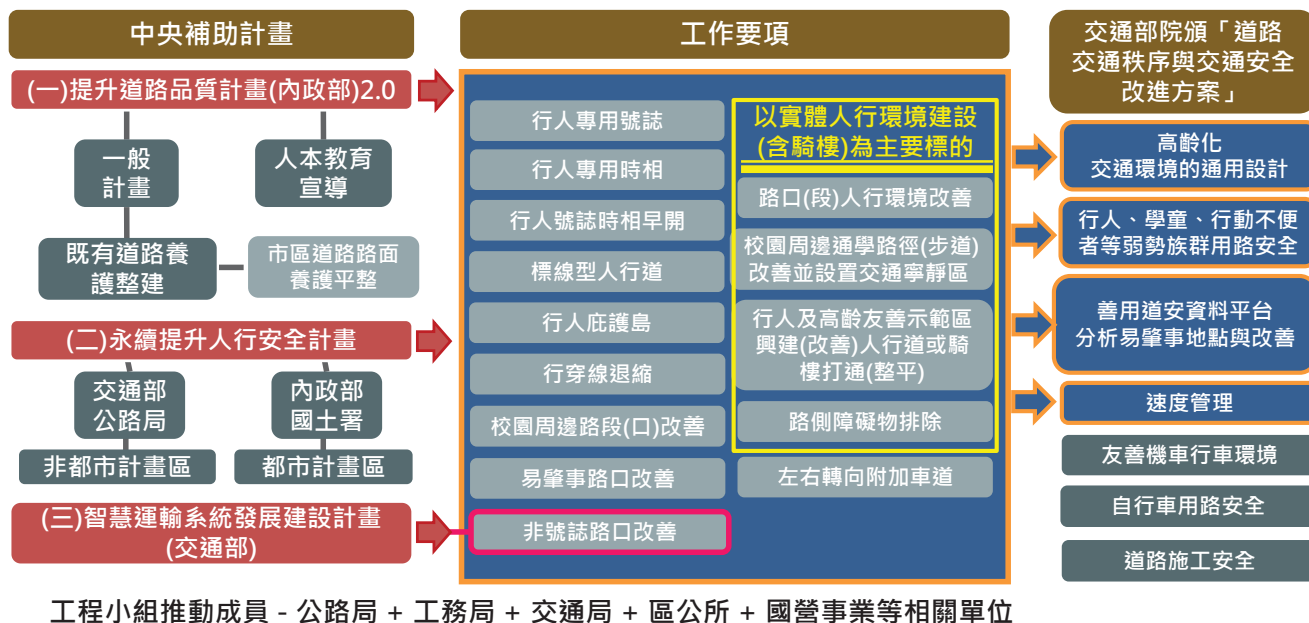 中央補助計畫
(一)提升道路品質計畫(內政部)2.0
一般
計畫
人本教育
宣導
既有道路養
護整建
市區道路路面
養護平整
(二)永續提升人行安全計畫
交通部
公路局
內政部
國土署
非都市計畫區
都市計畫區
(三)智慧運輸系統發展建設計畫
(交通部)
工作要項
行人專用號誌
行人專用時相
行人號誌時相早開
標線型人行道
行人庇護島
行穿線退縮
校園周邊路段(口)改善
易肇事路口改善
非號誌路口改善
以實體人行環境建設
(含騎樓)為主要標的
路口(段)人行環境改善
校園周邊通學路徑(步道)
改善並設置交通寧靜區
行人及高齡友善示範區
興建(改善)人行道或騎
樓打通(整平)
路側障礙物排除
左右轉向附加車道
交通部院頒「道路
交通秩序與交通安全
改進方案」
高齡化
交通環境的通用設計
行人、學童、行動不便
者等弱勢族群用路安全
善用道安資料平台
分析易肇事地點與改善
速度管理
友善機車行車環境
自行車用路安全
道路施工安全
工程小組推動成員 - 公路局 + 工務局 + 交通局 + 區公所 + 國營事業等相關單位